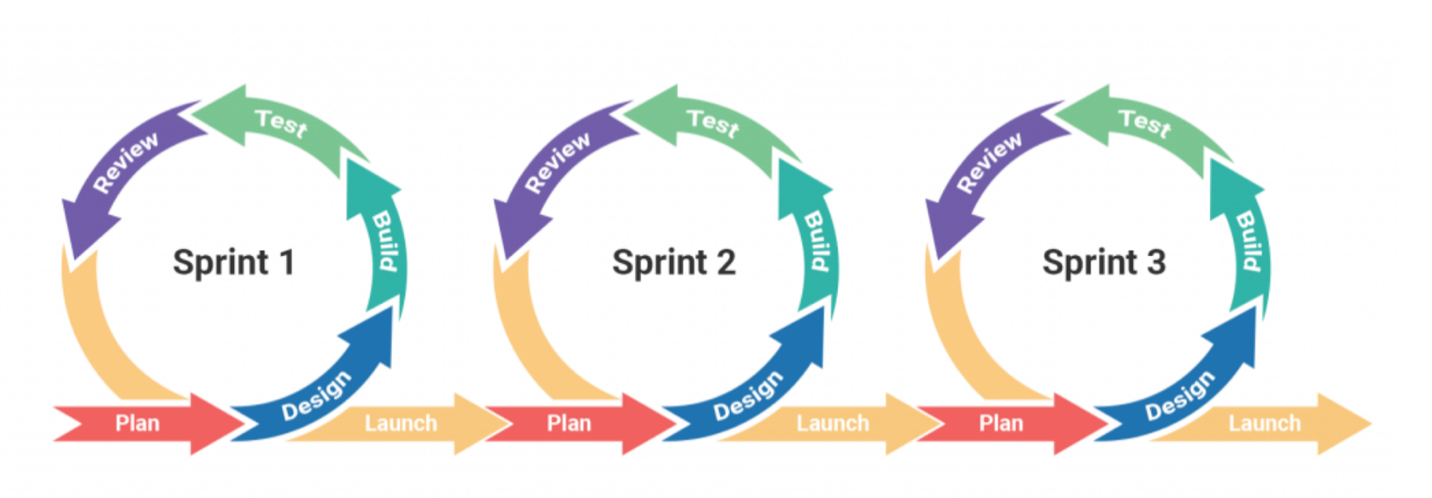 Sprint 1
Plan
Design
Build
Test
Review
Launch
Sprint 2
Plan
Design
Build
Test
Review
Launch
Sprint 3
Plan
Design
Build
Test
Review
Launch